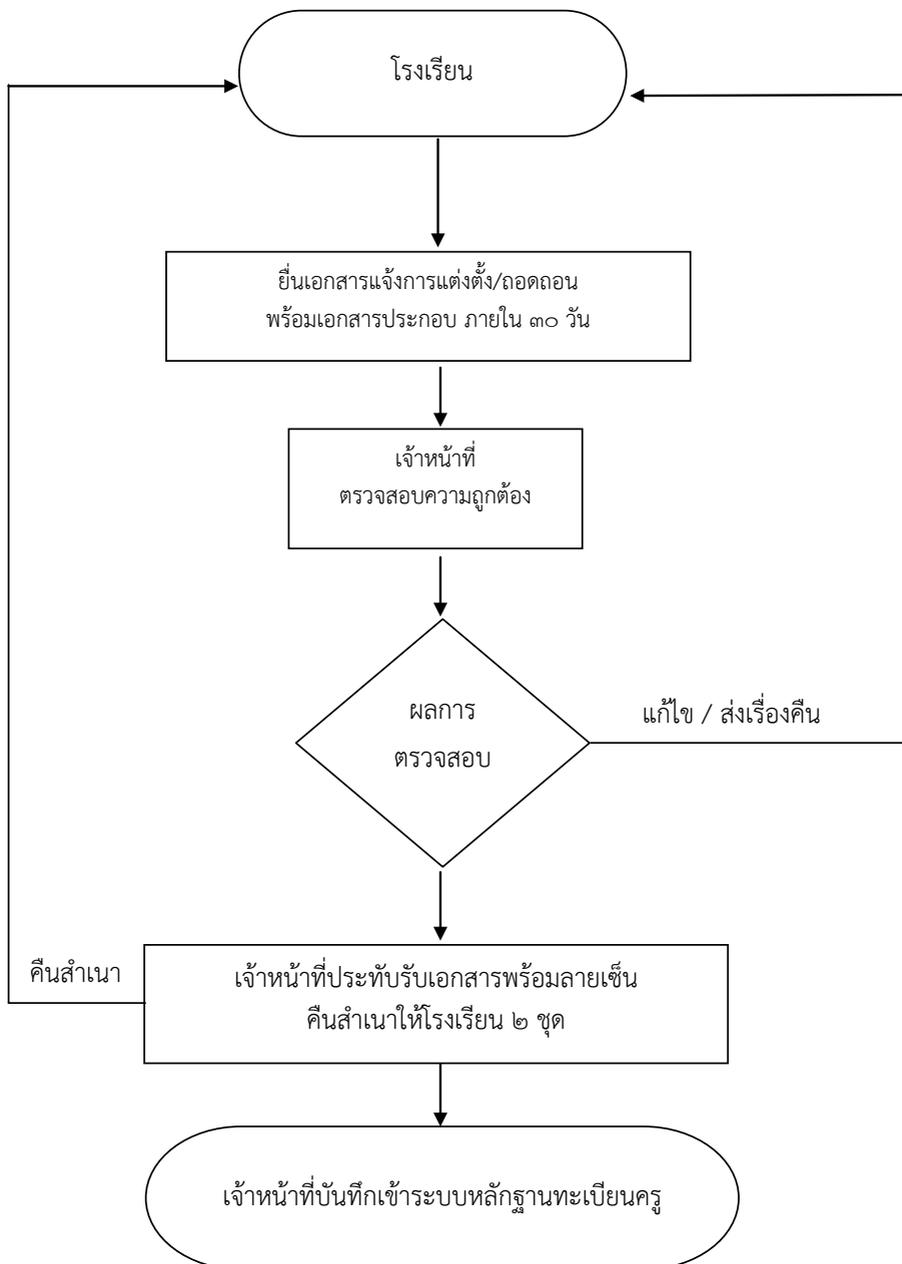 โรงเรียน
ยื่นเอกสารแจ้งการแต่งตั้ง/ถอดถอน
พร้อมเอกสารประกอบ ภายใน ๓๐ วัน
เจ้าหน้าที่
ตรวจสอบความถูกต้อง
ผลการ
ตรวจสอบ
แก้ไข / ส่งเรื่องคืน
คืนสำเนา
เจ้าหน้าที่ประทับรับเอกสารพร้อมลายเซ็น
คืนสำเนาให้โรงเรียน ๒ ชุด
เจ้าหน้าที่บันทึกเข้าระบบหลักฐานทะเบียนครู